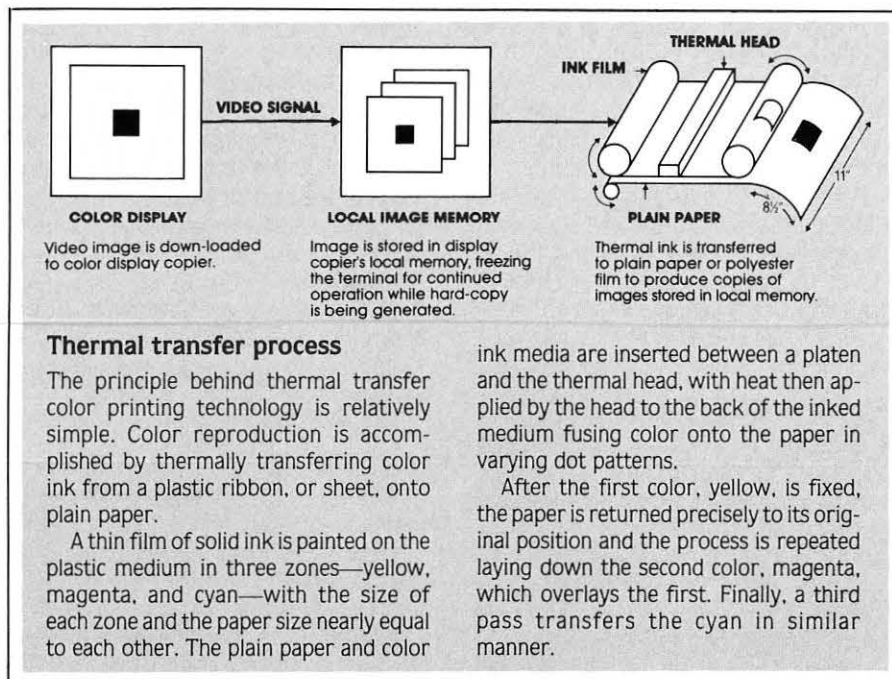 THERMAL HEAD
INK FILM
VIDEO SIGNAL
11"
8½"
COLOR DISPLAY
Video image is down-loaded
to color display copier.
LOCAL IMAGE MEMORY
Image is stored in display
copier's local memory, freezing
the terminal for continued
operation while hard-copy
is being generated.
PLAIN PAPER
Thermal ink is transferred
to plain paper or polyester
film to produce copies of
images stored in local memory.
Thermal transfer process
The principle behind thermal transfer
color printing technology is relatively
simple. Color reproduction is accom-
plished by thermally transferring color
ink from a plastic ribbon, or sheet, onto
plain paper.
A thin film of solid ink is painted on the
plastic medium in three zones—yellow,
magenta, and cyan—with the size of
each zone and the paper size nearly equal
to each other. The plain paper and color
ink media are inserted between a platen
and the thermal head, with heat then ap-
plied by the head to the back of the inked
medium fusing color onto the paper in
varying dot patterns.
After the first color, yellow, is fixed,
the paper is returned precisely to its orig-
inal position and the process is repeated
laying down the second color, magenta,
which overlays the first. Finally, a third
pass transfers the cyan in similar
manner.